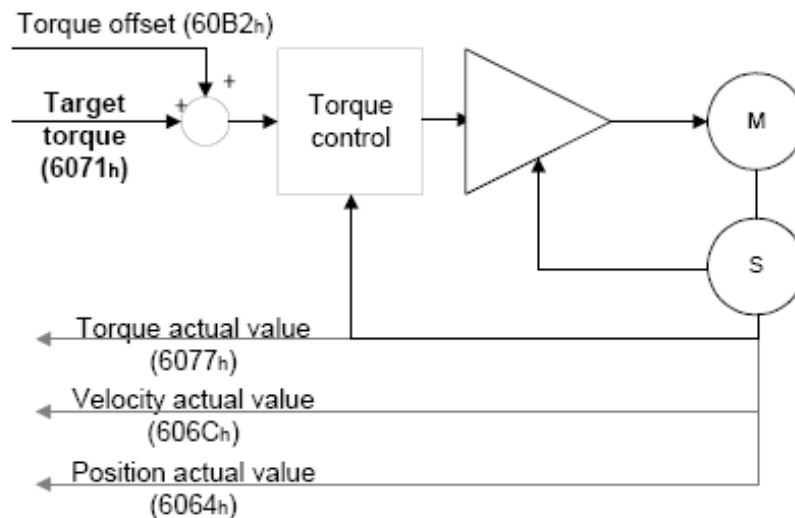 Torque offset (60B2h)
+
+
Target
torque
(6071h)
Torque
control
M
S
Torque actual value
(6077h)
Velocity actual value
(606Ch)
Position actual value
(6064h)